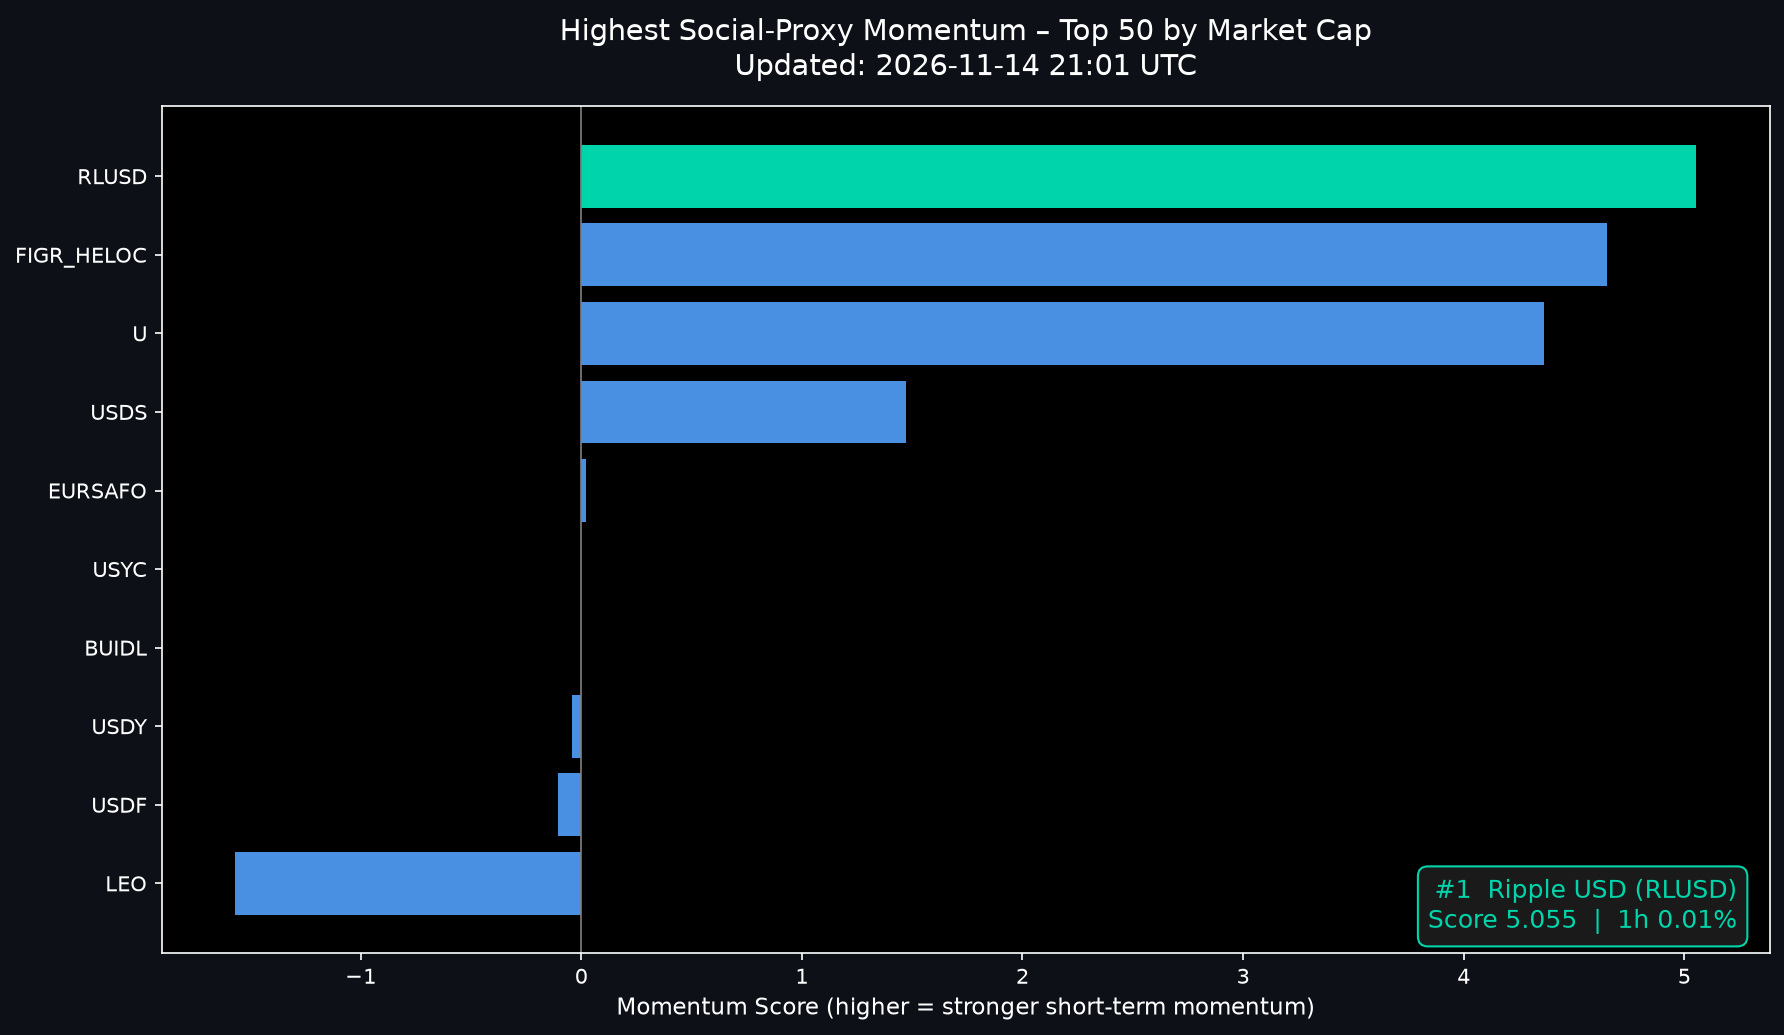 Highest Social-Proxy Momentum – Top 50 by Market Cap
Updated: 2026-11-14 21:01 UTC
RLUSD
FIGR_HELOC
U
USDS
EURSAFO
USYC
BUIDL
USDY
USDF
LEO
#1  Ripple USD (RLUSD)
Score 5.055  |  1h 0.01%
−1 0 1 2 3 4 5
Momentum Score (higher = stronger short-term momentum)